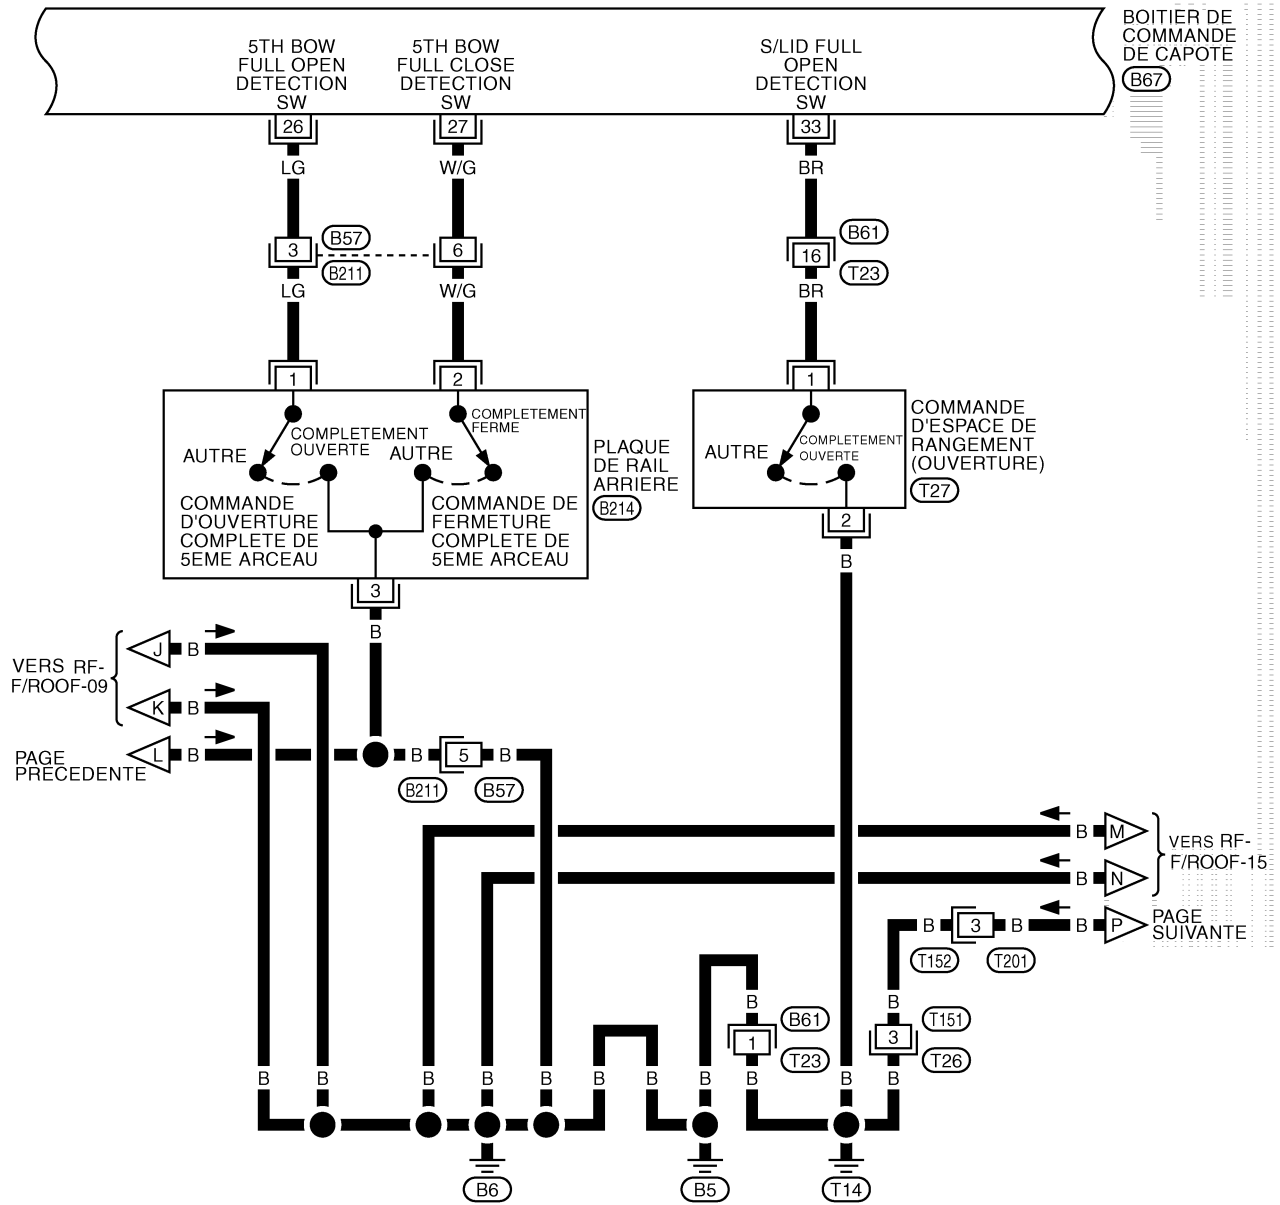 BOITIER DE
COMMANDE
DE CAPOTE
B67
5TH BOW
FULL OPEN
DETECTION
SW
5TH BOW
FULL CLOSE
DETECTION
SW
S/LID FULL
OPEN
DETECTION
SW
26
27
33
LG
W/G
BR
3
B57
B211
6
16
B61
T23
LG
W/G
BR
1
2
1
COMPLETEMENT
FERME
COMPLETEMENT
OUVERTE
AUTRE
AUTRE
COMMANDE
D'OUVERTURE
COMPLETE DE
5EME ARCEAU
COMMANDE DE
FERMETURE
COMPLETE DE
5EME ARCEAU
PLAQUE
DE RAIL
ARRIERE
B214
AUTRE
COMPLETEMENT
OUVERTE
COMMANDE
D'ESPACE DE
RANGEMENT
(OUVERTURE)
T27
3
2
B
B
VERS RF-
F/ROOF-09
J
B
K
B
PAGE
PRECEDENTE
L
B
B
5
B
B211
B57
B
M
B
N
VERS RF-
F/ROOF-15
B
3
B
B
P
PAGE
SUIVANTE
T152
T201
B
B
B61
1
T23
T151
3
T26
B
B
B
B
B
B
B
B
B
B
B
B6
B5
T14